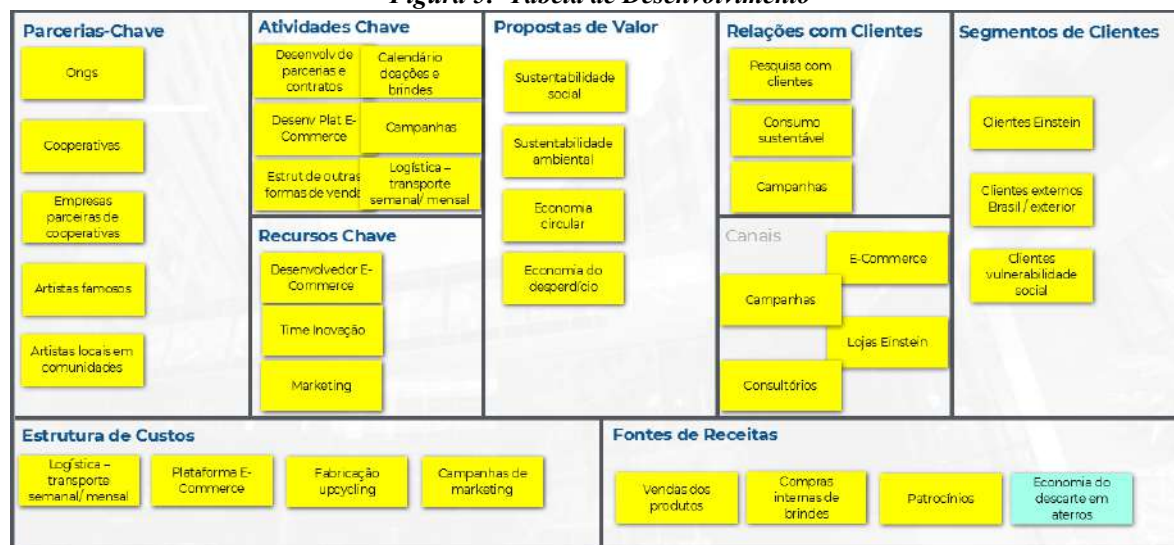 Figura 3: Tabela de Desenvolvimento
Parcerias-Chave
Ongs
Cooperativas
Empresas
parceiras de
cooperativas
Artistas famosos
Artistas locais em
comunidades
Atividades Chave
Desenvolv de
parcerias e
contratos
Calendário
doações e
brindes
Desenv Plat E-
Commerce
Campanhas
Estrut de outras
formas de venda
Logística –
transporte
semanal/ mensal
Recursos Chave
Desenvolvedor E-
Commerce
Time Inovação
Marketing
Propostas de Valor
Sustentabilidade
social
Sustentabilidade
ambiental
Economia
circular
Economia do
desperdício
Relações com Clientes
Pesquisa com
clientes
Consumo
sustentável
Campanhas
Canais
E-Commerce
Campanhas
Lojas Einstein
Consultórios
Segmentos de Clientes
Clientes Einstein
Clientes externos
Brasil / exterior
Clientes
vulnerabilidade
social
Estrutura de Custos
Logística –
transporte
semanal/ mensal
Plataforma E-
Commerce
Fabricação
upcycling
Campanhas de
marketing
Fontes de Receitas
Vendas dos
produtos
Compras
internas de
brindes
Patrocínios
Economia do
descarte em
aterros